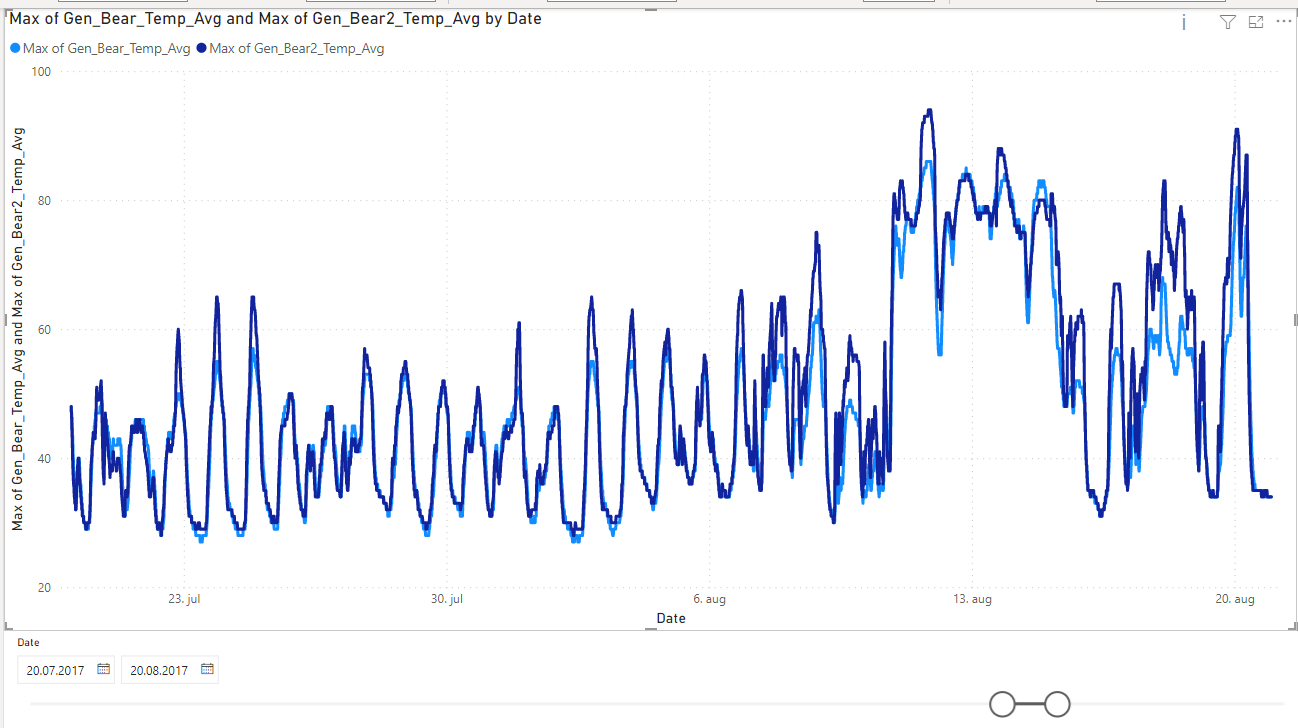 Max of Gen_Bear_Temp_Avg and Max of Gen_Bear2_Temp_Avg by Date
Max of Gen_Bear_Temp_Avg Max of Gen_Bear2_Temp_Avg
Max of Gen_Bear_Temp_Avg and Max of Gen_Bear2_Temp_Avg
100
80
60
40
20
23. jul 30. jul 6. aug 13. aug 20. aug
Date
Date
20.07.2017 20.08.2017